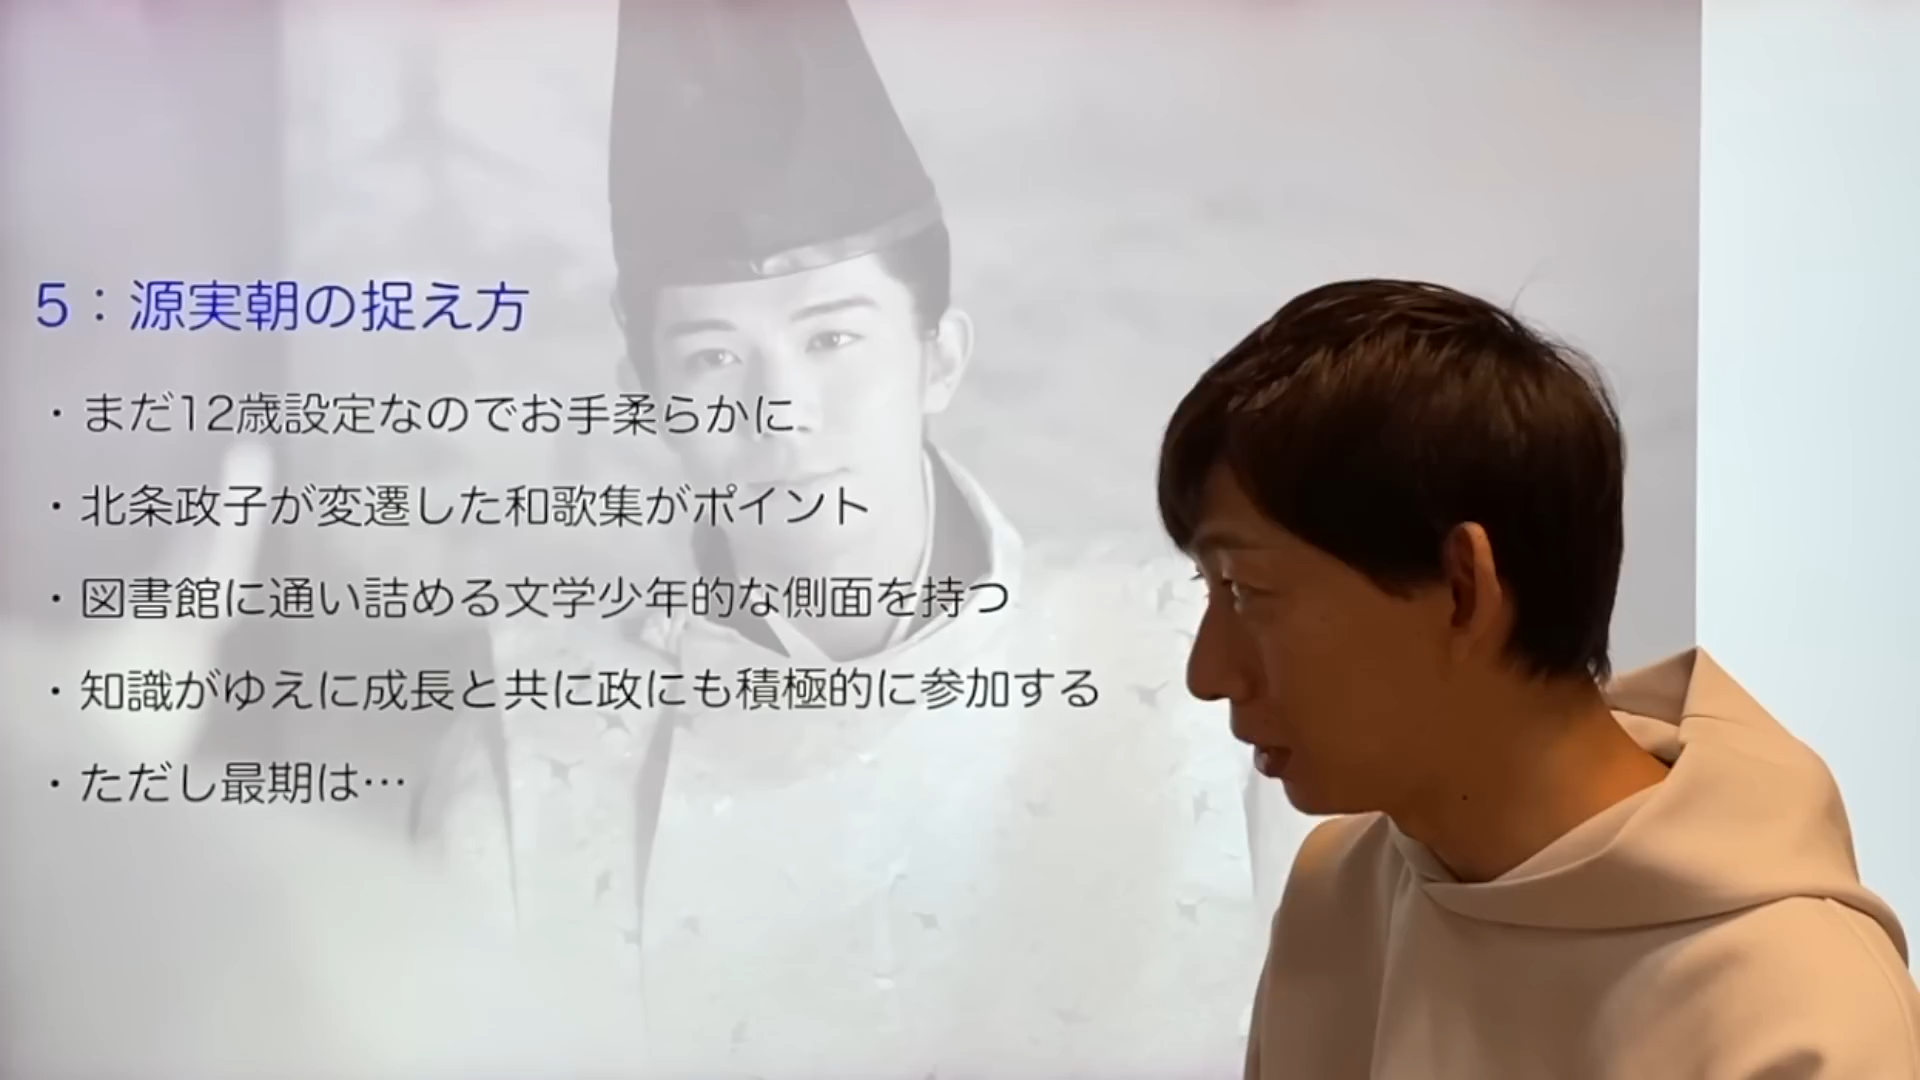 5：源実朝の捉え方
・まだ12歳設定なのでお手柔らかに
・北条政子が変遷した和歌集がポイント
・図書館に通い詰める文学少年的な側面を持つ
・知識がゆえに成長と共に政にも積極的に参加する
・ただし最期は…